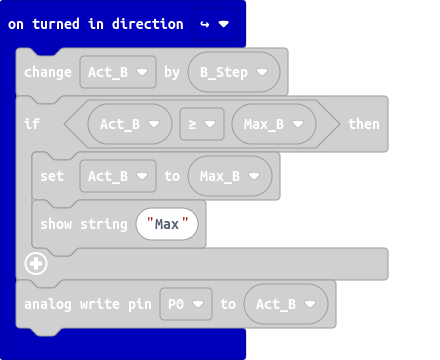 on turned in direction ↪
change Act_B by B_Step
if Act_B ≥ Max_B then
set Act_B to Max_B
show string "Max"
analog write pin P0 to Act_B